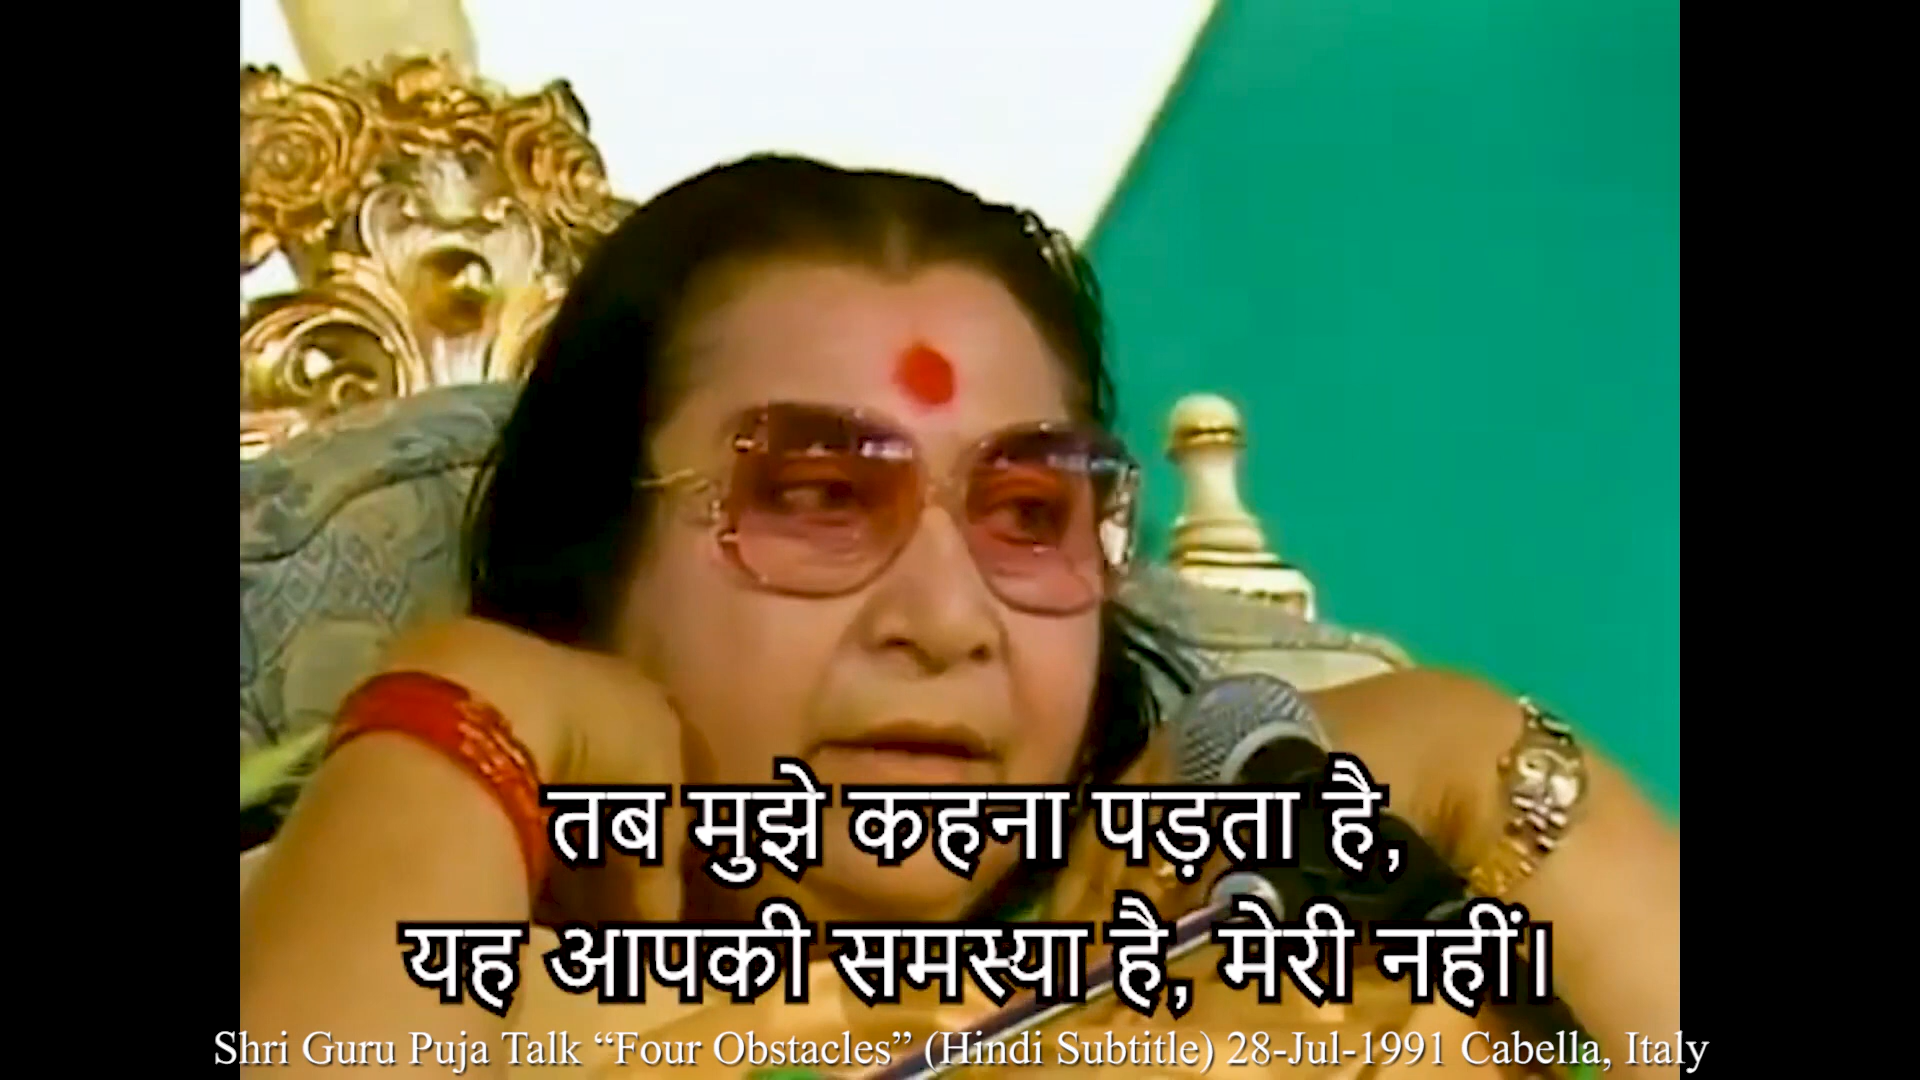 तब मुझे कहना पड़ता है,
यह आपकी समस्या है, मेरी नहीं।
Shri Guru Puja Talk “Four Obstacles” (Hindi Subtitle) 28-Jul-1991 Cabella, Italy